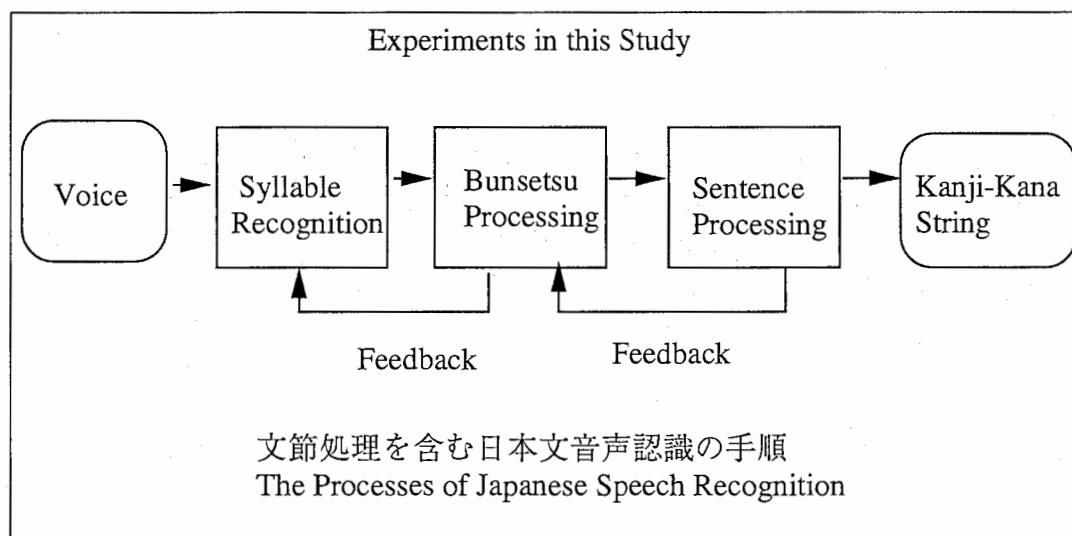 Experiments in this Study
Voice
Syllable
Recognition
Bunsetsu
Processing
Sentence
Processing
Kanji-Kana
String
Feedback
Feedback
文節処理を含む日本文音声認識の手順
The Processes of Japanese Speech Recognition